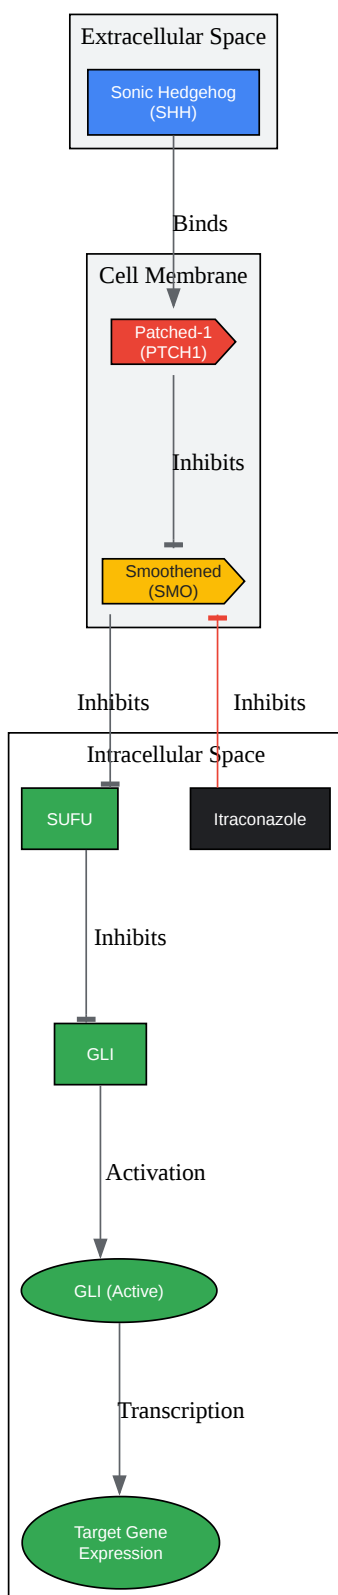 Extracellular Space
Sonic Hedgehog
(SHH)
Binds
Cell Membrane
Patched-1
(PTCH1)
Inhibits
Smoothened
(SMO)
Inhibits
Inhibits
Intracellular Space
SUFU
Itraconazole
Inhibits
GLI
Activation
GLI (Active)
Transcription
Target Gene
Expression